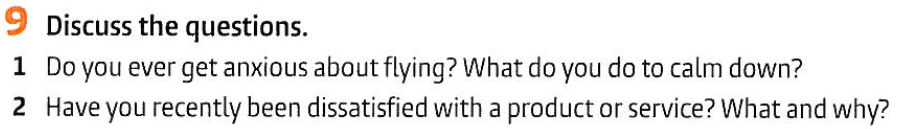 9 Discuss the questions.
1 Do you ever get anxious about flying? What do you do to calm down?
2 Have you recently been dissatisfied with a product or service? What and why?